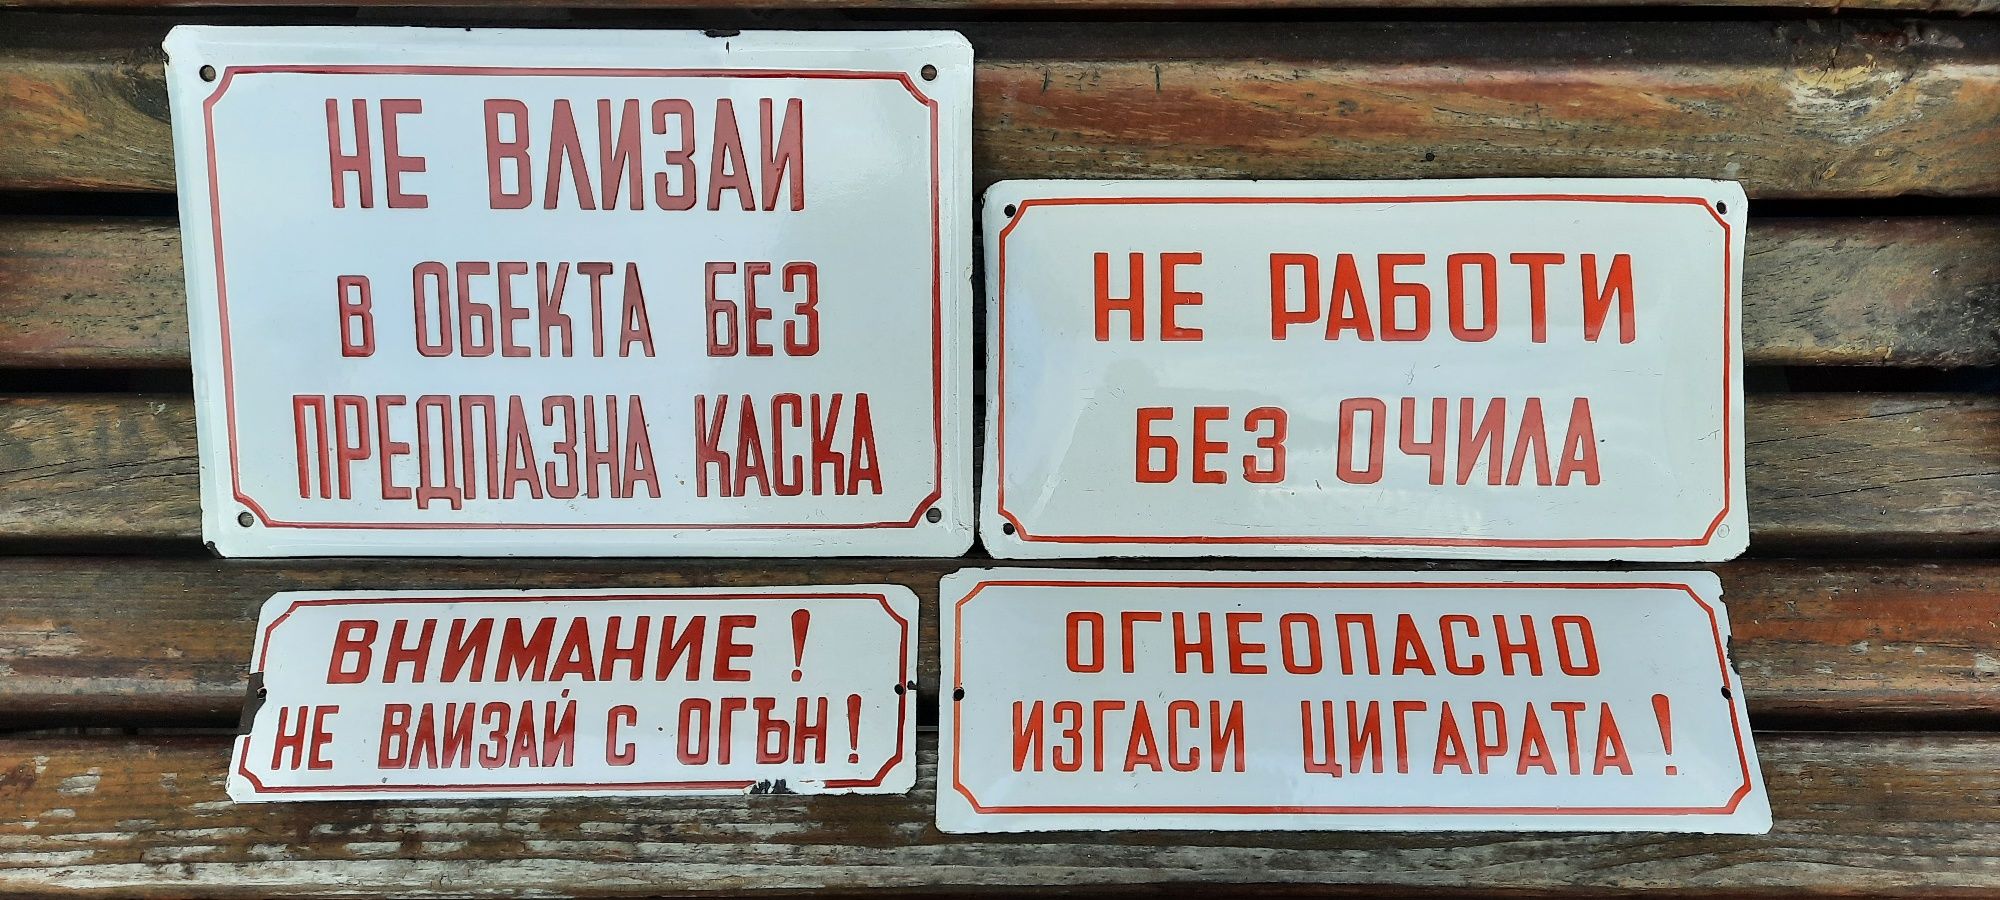 НЕ ВЛИЗАИ
в ОБЕКТА БЕЗ
ПРЕДПАЗНА КАСКА
НЕ РАБОТИ
БЕЗ ОЧИЛА
ВНИМАНИЕ!
НЕ ВЛИЗАЙ С ОГЪН!
ОГНЕОПАСНО
ИЗГАСИ ЦИГАРАТА!